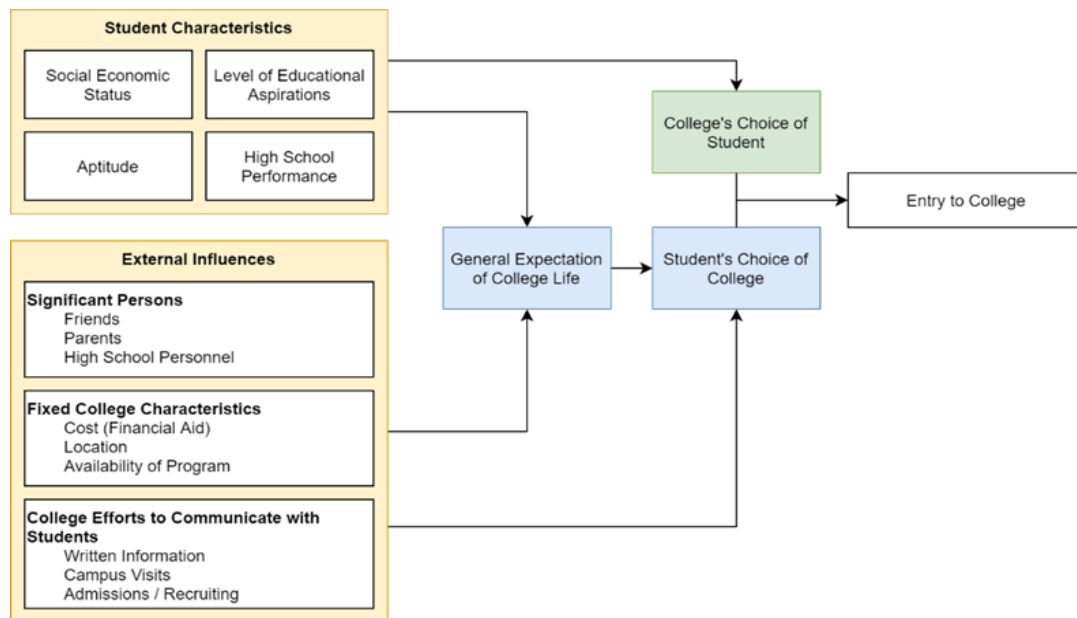 Student Characteristics
Social Economic
Status
Level of Educational
Aspirations
Aptitude
High School
Performance
External Influences
Significant Persons
Friends
Parents
High School Personnel
Fixed College Characteristics
Cost (Financial Aid)
Location
Availability of Program
College Efforts to Communicate with
Students
Written Information
Campus Visits
Admissions / Recruiting
General Expectation
of College Life
College's Choice of
Student
Student's Choice of
College
Entry to College